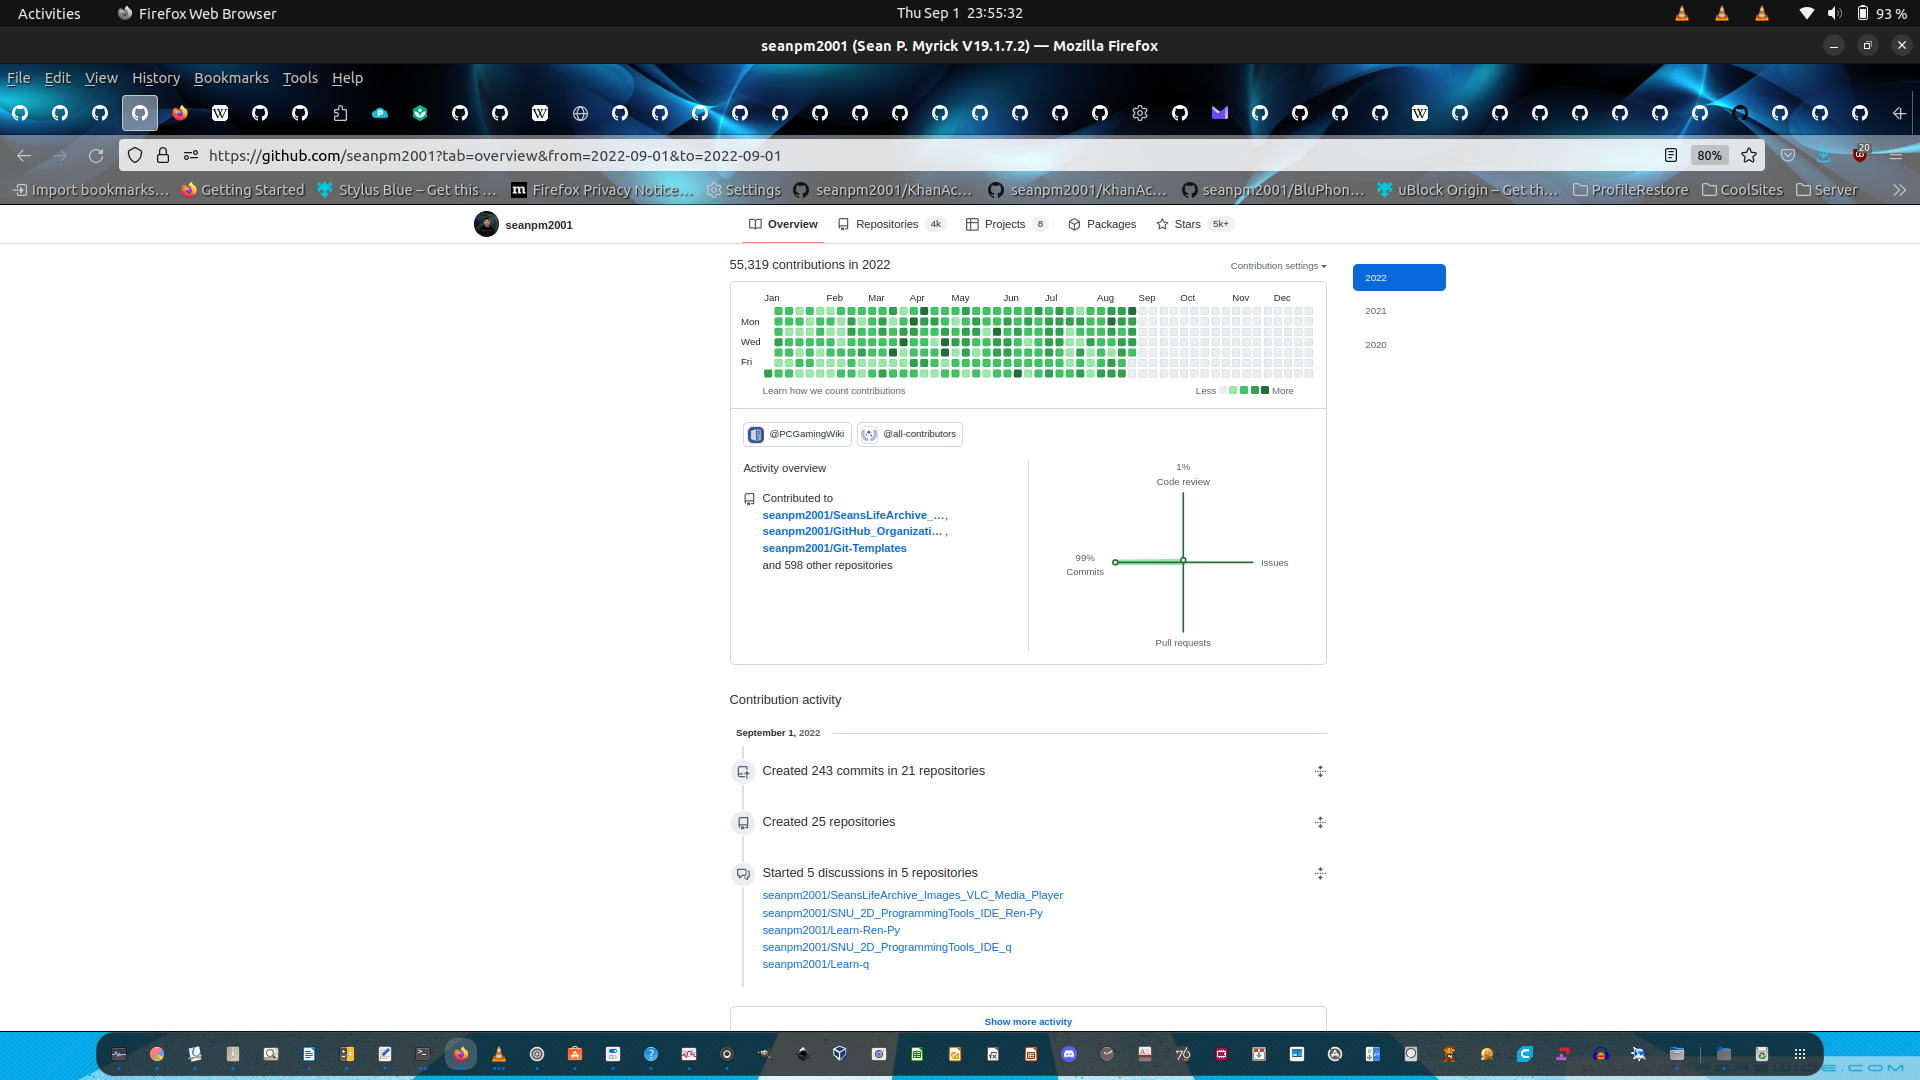 Activities
Firefox Web Browser
Thu Sep 1 23:55:32
93 %
seanpm2001 (Sean P. Myrick V19.1.7.2) — Mozilla Firefox
File Edit View History Bookmarks Tools Help
https://github.com/seanpm2001?tab=overview&from=2022-09-01&to=2022-09-01
80%
20
Import bookmarks…
Getting Started
Stylus Blue – Get this …
Firefox Privacy Notice…
Settings
seanpm2001/KhanAc…
seanpm2001/KhanAc…
seanpm2001/BluPhon…
uBlock Origin – Get th…
ProfileRestore
CoolSites
Server
seanpm2001
Overview
Repositories 4k
Projects 8
Packages
Stars 5k+
55,319 contributions in 2022
Contribution settings
2022
2021
2020
Jan Feb Mar Apr May Jun Jul Aug Sep Oct Nov Dec
Mon
Wed
Fri
Learn how we count contributions
Less
More
@PCGamingWiki
@all-contributors
Activity overview
Contributed to
seanpm2001/SeansLifeArchive_…,
seanpm2001/GitHub_Organizati… ,
seanpm2001/Git-Templates
and 598 other repositories
1%
Code review
99%
Commits
Issues
Pull requests
Contribution activity
September 1, 2022
Created 243 commits in 21 repositories
Created 25 repositories
Started 5 discussions in 5 repositories
seanpm2001/SeansLifeArchive_Images_VLC_Media_Player
seanpm2001/SNU_2D_ProgrammingTools_IDE_Ren-Py
seanpm2001/Learn-Ren-Py
seanpm2001/SNU_2D_ProgrammingTools_IDE_q
seanpm2001/Learn-q
Show more activity